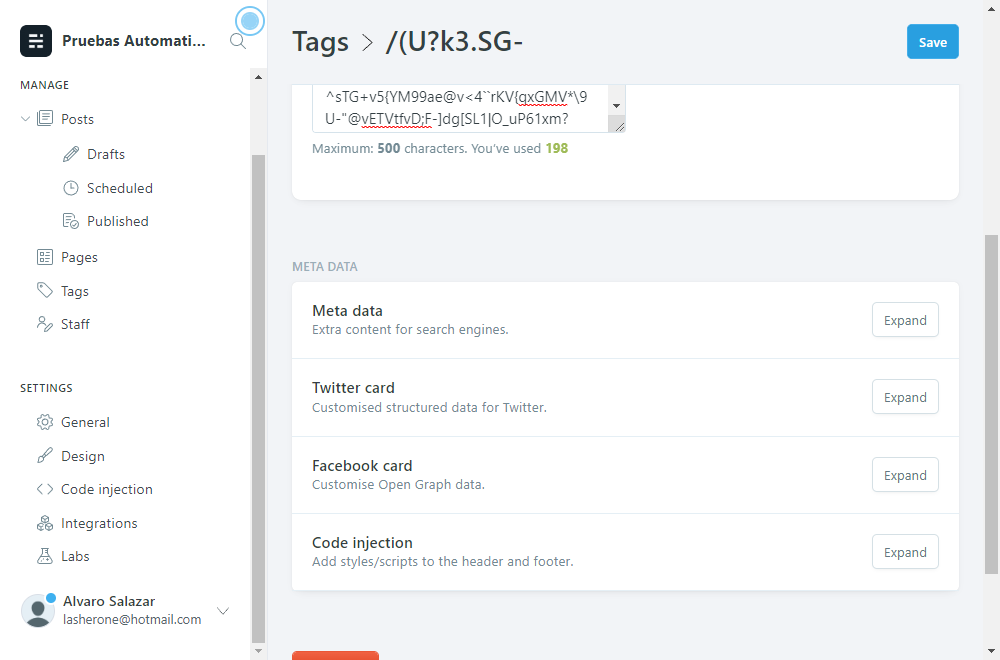 Pruebas Automati...
MANAGE
Posts
Drafts
Scheduled
Published
Pages
Tags
Staff
SETTINGS
General
Design
Code injection
Integrations
Labs
Alvaro Salazar
lasherone@hotmail.com
Tags > /(U?k3.SG-
Save
^sTG+v5{YM99ae@v<4``rKV{gxGMV*\9
U-"@vETVtfvD;F-]dg[SL1|O_uP61xm?
Maximum: 500 characters. You've used 198
META DATA
Meta data
Extra content for search engines.
Expand
Twitter card
Customised structured data for Twitter.
Expand
Facebook card
Customise Open Graph data.
Expand
Code injection
Add styles/scripts to the header and footer.
Expand